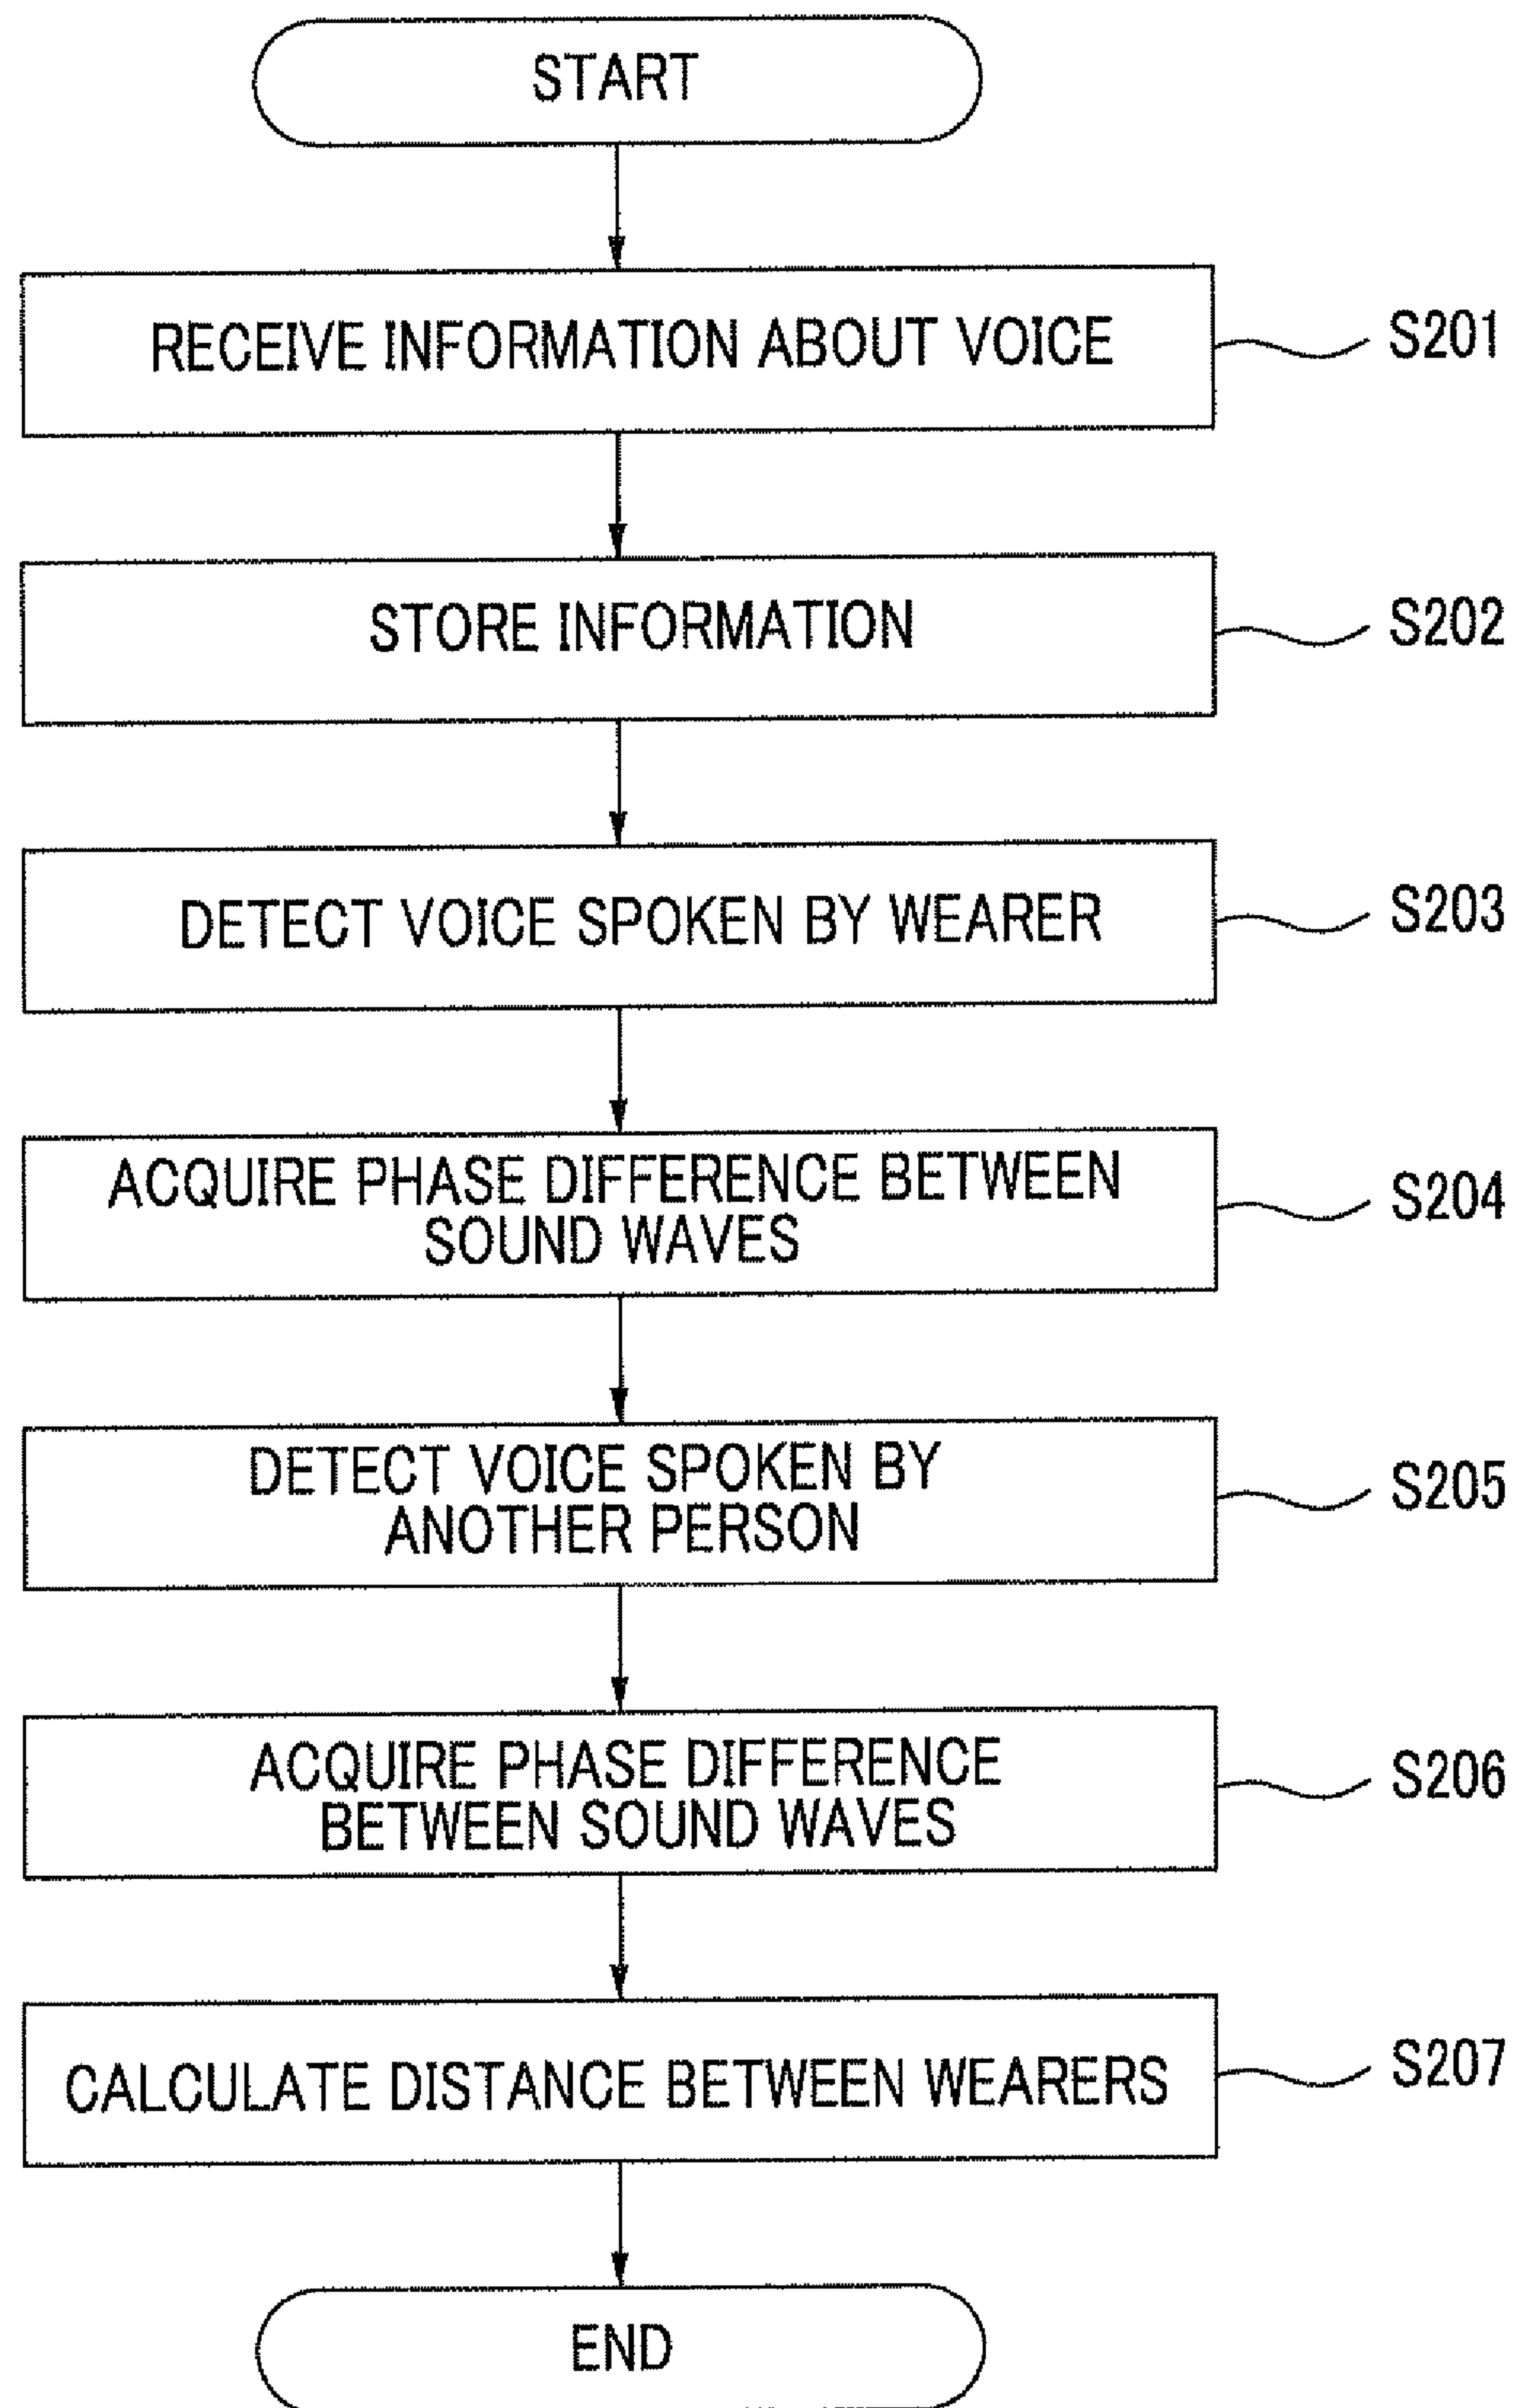 START
RECEIVE INFORMATION ABOUT VOICE
S201
STORE INFORMATION
S202
DETECT VOICE SPOKEN BY WEARER
S203
ACQUIRE PHASE DIFFERENCE BETWEEN
SOUND WAVES
S204
DETECT VOICE SPOKEN BY
ANOTHER PERSON
S205
ACQUIRE PHASE DIFFERENCE
BETWEEN SOUND WAVES
S206
CALCULATE DISTANCE BETWEEN WEARERS
S207
END